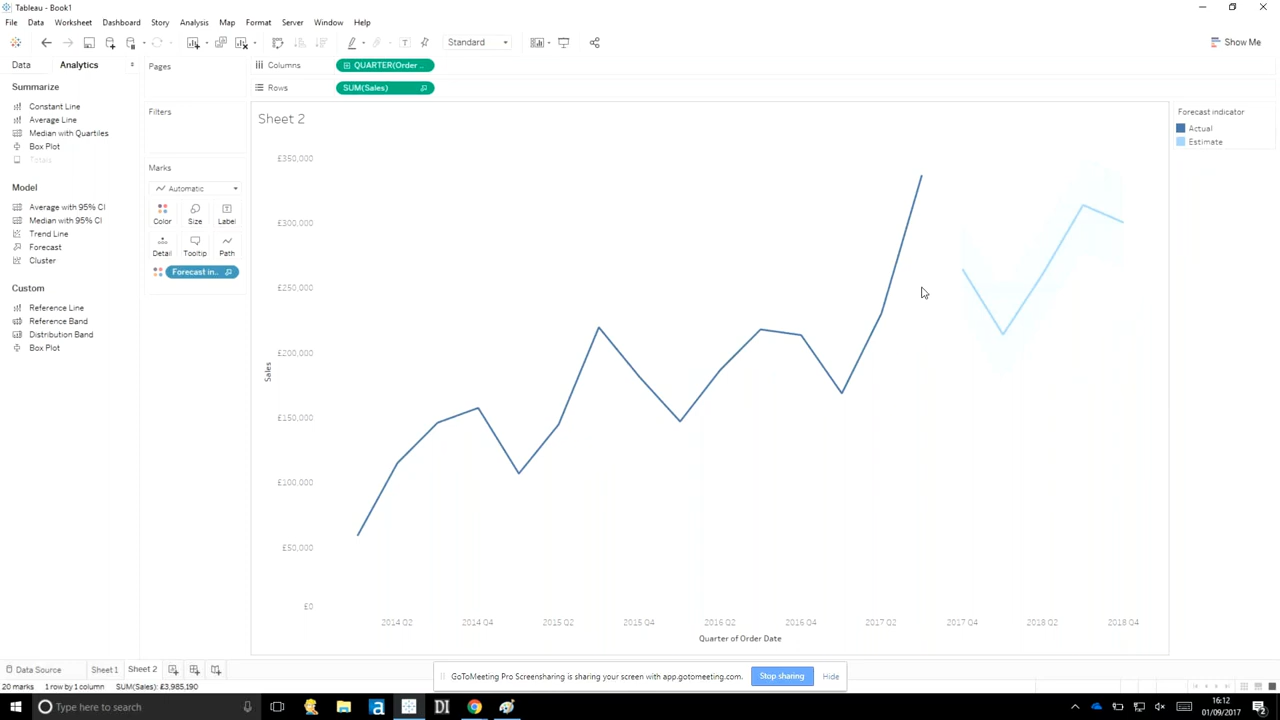 Tableau - Book1
File Data Worksheet Dashboard Story Analysis Map Format Server Window Help
Standard
Show Me
Data Analytics
Pages
Columns QUARTER(Order ..
Rows SUM(Sales)
Summarize
Constant Line
Average Line
Median with Quartiles
Box Plot
Totals
Model
Average with 95% CI
Median with 95% CI
Trend Line
Forecast
Cluster
Custom
Reference Line
Reference Band
Distribution Band
Box Plot
Filters
Marks
Automatic
Color Size Label
Detail Tooltip Path
Forecast in..
Sheet 2
£350,000
£300,000
£250,000
£200,000
£150,000
£100,000
£50,000
£0
Sales
2014 Q2 2014 Q4 2015 Q2 2015 Q4 2016 Q2 2016 Q4 2017 Q2 2017 Q4 2018 Q2 2018 Q4
Quarter of Order Date
Forecast indicator
Actual
Estimate
Data Source Sheet 1 Sheet 2
GoToMeeting Pro Screensharing is sharing your screen with app.gotomeeting.com. Stop sharing Hide
20 marks 1 row by 1 column SUM(Sales): £3,985,190
Type here to search
a
DI
16:12
01/09/2017
2